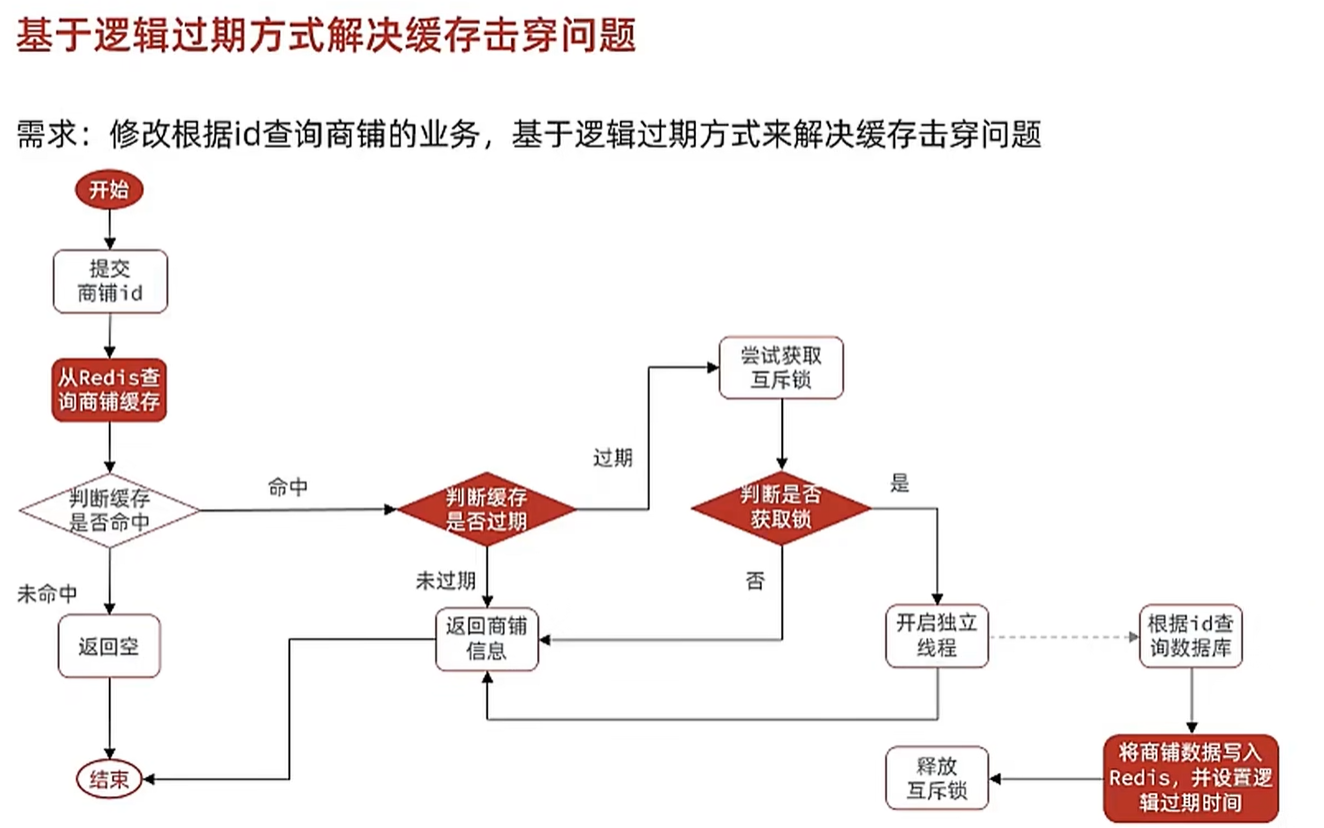 基于逻辑过期方式解决缓存击穿问题
需求：修改根据id查询商铺的业务，基于逻辑过期方式来解决缓存击穿问题
开始
提交
商铺id
从Redis查
询商铺缓存
判断缓存
是否命中
命中
未命中
返回空
结束
判断缓存
是否过期
过期
未过期
返回商铺
信息
尝试获取
互斥锁
判断是否
获取锁
是
否
开启独立
线程
根据id查
询数据库
将商铺数据写入
Redis，并设置逻
辑过期时间
释放
互斥锁